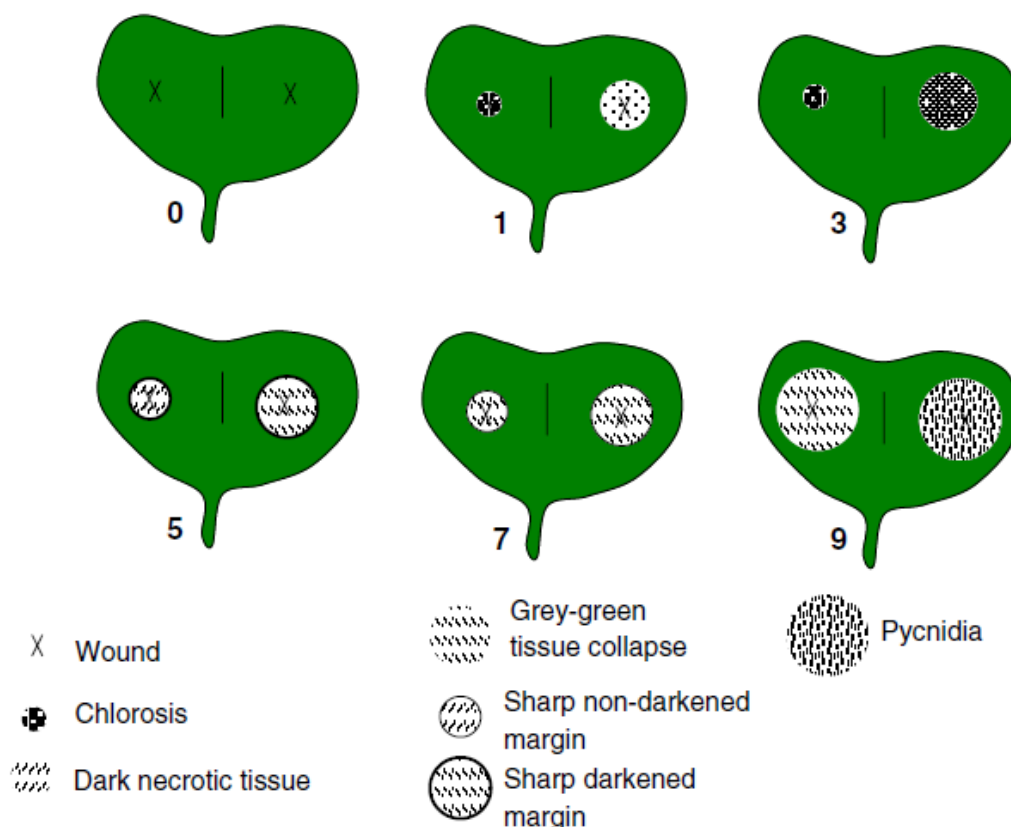 0
1
3
5
7
9
Wound
Chlorosis
Dark necrotic tissue
Grey-green
tissue collapse
Sharp non-darkened
margin
Sharp darkened
margin
Pycnidia